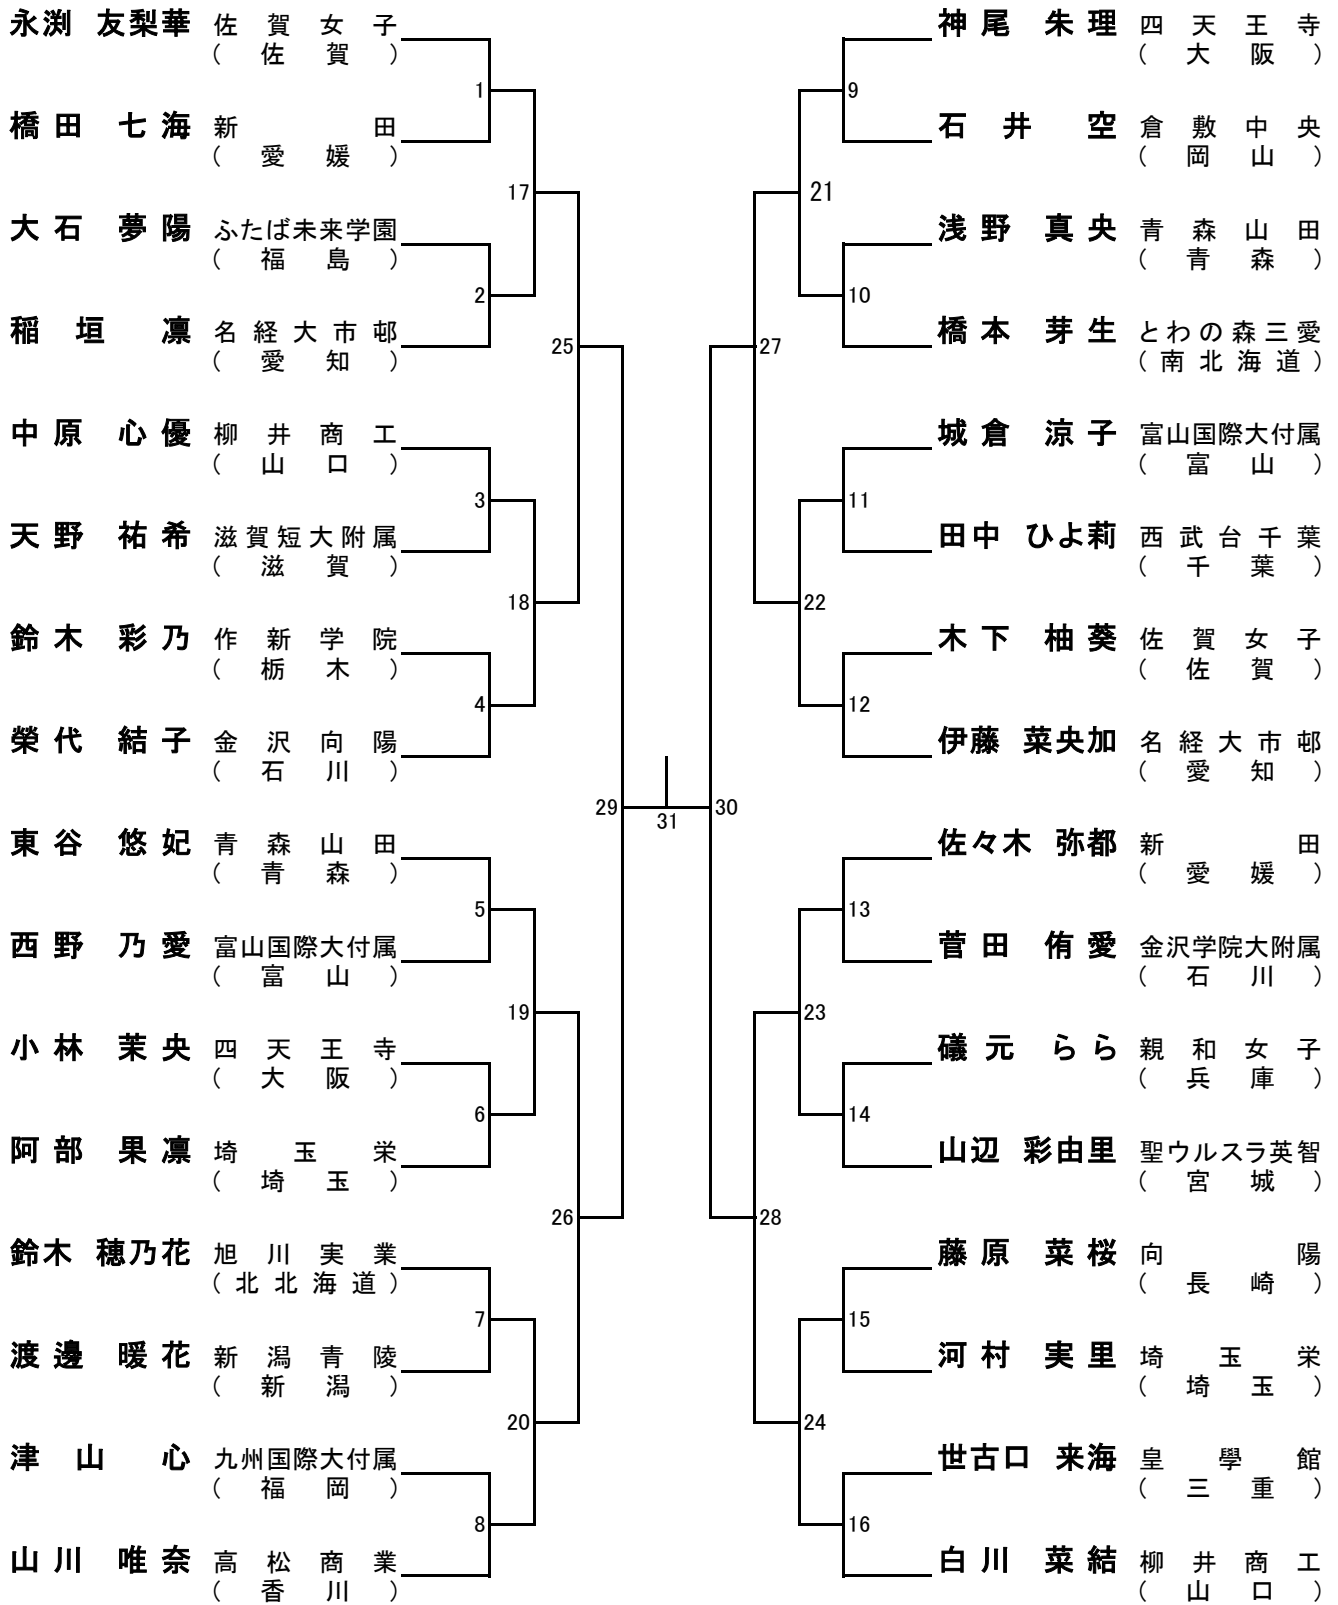 永渕 友梨華 佐賀女子
(佐賀)
1
橋田 七海 新田
(愛媛)
17
大石 夢陽 ふたば未来学園
(福島)
2
稲垣 凛 名経大市邨
(愛知)
25
中原 心優 柳井商工
(山口)
3
天野 祐希 滋賀短大附属
(滋賀)
18
鈴木 彩乃 作新学院
(栃木)
4
榮代 結子 金沢向陽
(石川)
29
東谷 悠妃 青森山田
(青森)
5
西野 乃愛 富山国際大付属
(富山)
19
小林 茉央 四天王寺
(大阪)
6
阿部 果凛 埼玉栄
(埼玉)
26
鈴木 穂乃花 旭川実業
(北北海道)
7
渡邊 暖花 新潟青陵
(新潟)
20
津山 心 九州国際大付属
(福岡)
8
山川 唯奈 高松商業
(香川)
31
神尾 朱理 四天王寺
(大阪)
9
石井 空 倉敷中央
(岡山)
21
浅野 真央 青森山田
(青森)
10
橋本 芽生 とわの森三愛
(南北海道)
27
城倉 涼子 富山国際大付属
(富山)
11
田中 ひよ莉 西武台千葉
(千葉)
22
木下 柚葵 佐賀女子
(佐賀)
12
伊藤 菜央加 名経大市邨
(愛知)
30
佐々木 弥都 新田
(愛媛)
13
菅田 侑愛 金沢学院大附属
(石川)
23
礒元 らら 親和女子
(兵庫)
14
山辺 彩由里 聖ウルスラ英智
(宮城)
28
藤原 菜桜 向陽
(長崎)
15
河村 実里 埼玉栄
(埼玉)
24
世古口 来海 皇學館
(三重)
16
白川 菜結 柳井商工
(山口)